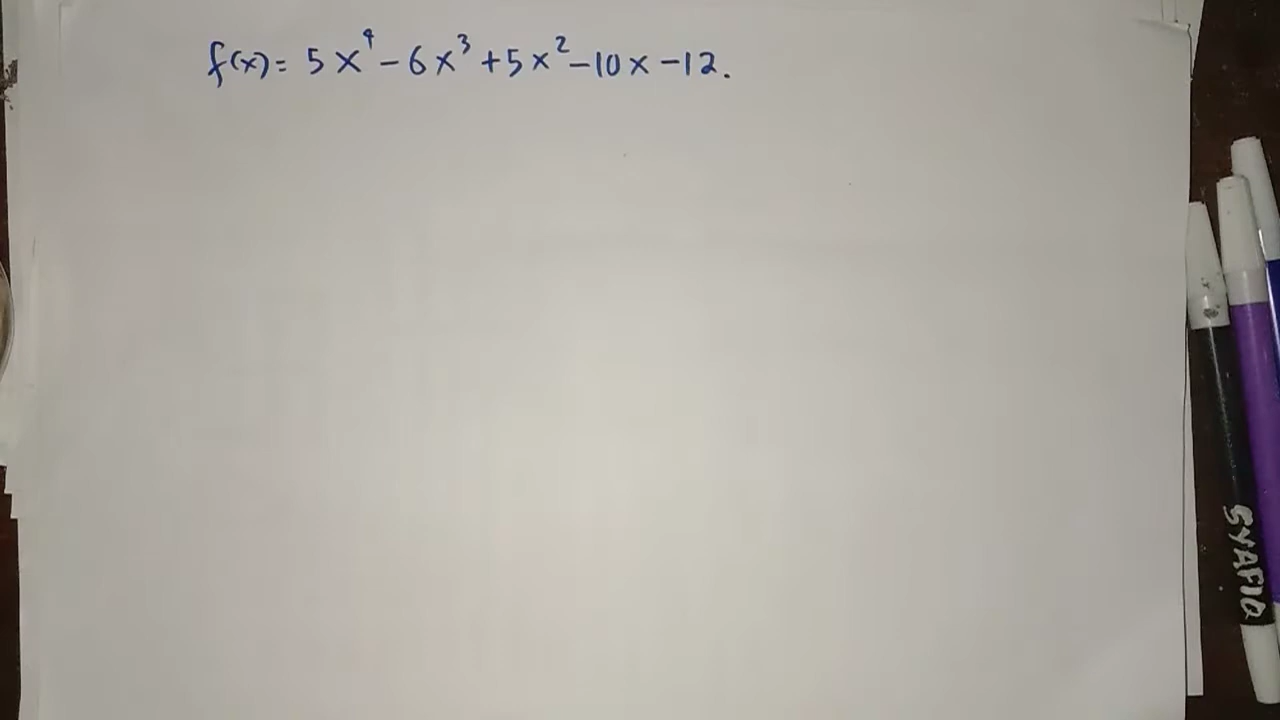 f(x) = 5x⁴ - 6x³ + 5x² - 10x - 12.
SYAFIQ